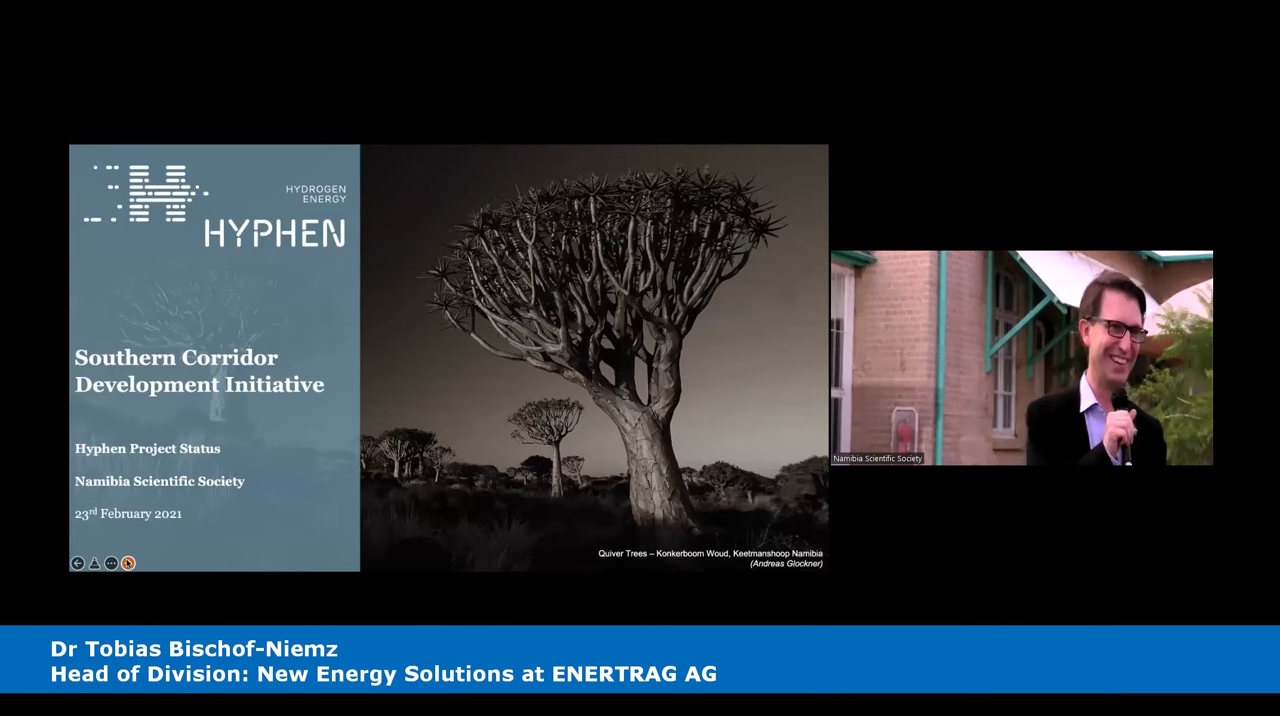 HYDROGEN
ENERGY
HYPHEN
Southern Corridor
Development Initiative
Hyphen Project Status
Namibia Scientific Society
23rd February 2021
Quiver Trees – Konkerboom Woud, Keetmanshoop Namibia
(Andreas Glockner)
Namibia Scientific Society
Dr Tobias Bischof-Niemz
Head of Division: New Energy Solutions at ENERTRAG AG